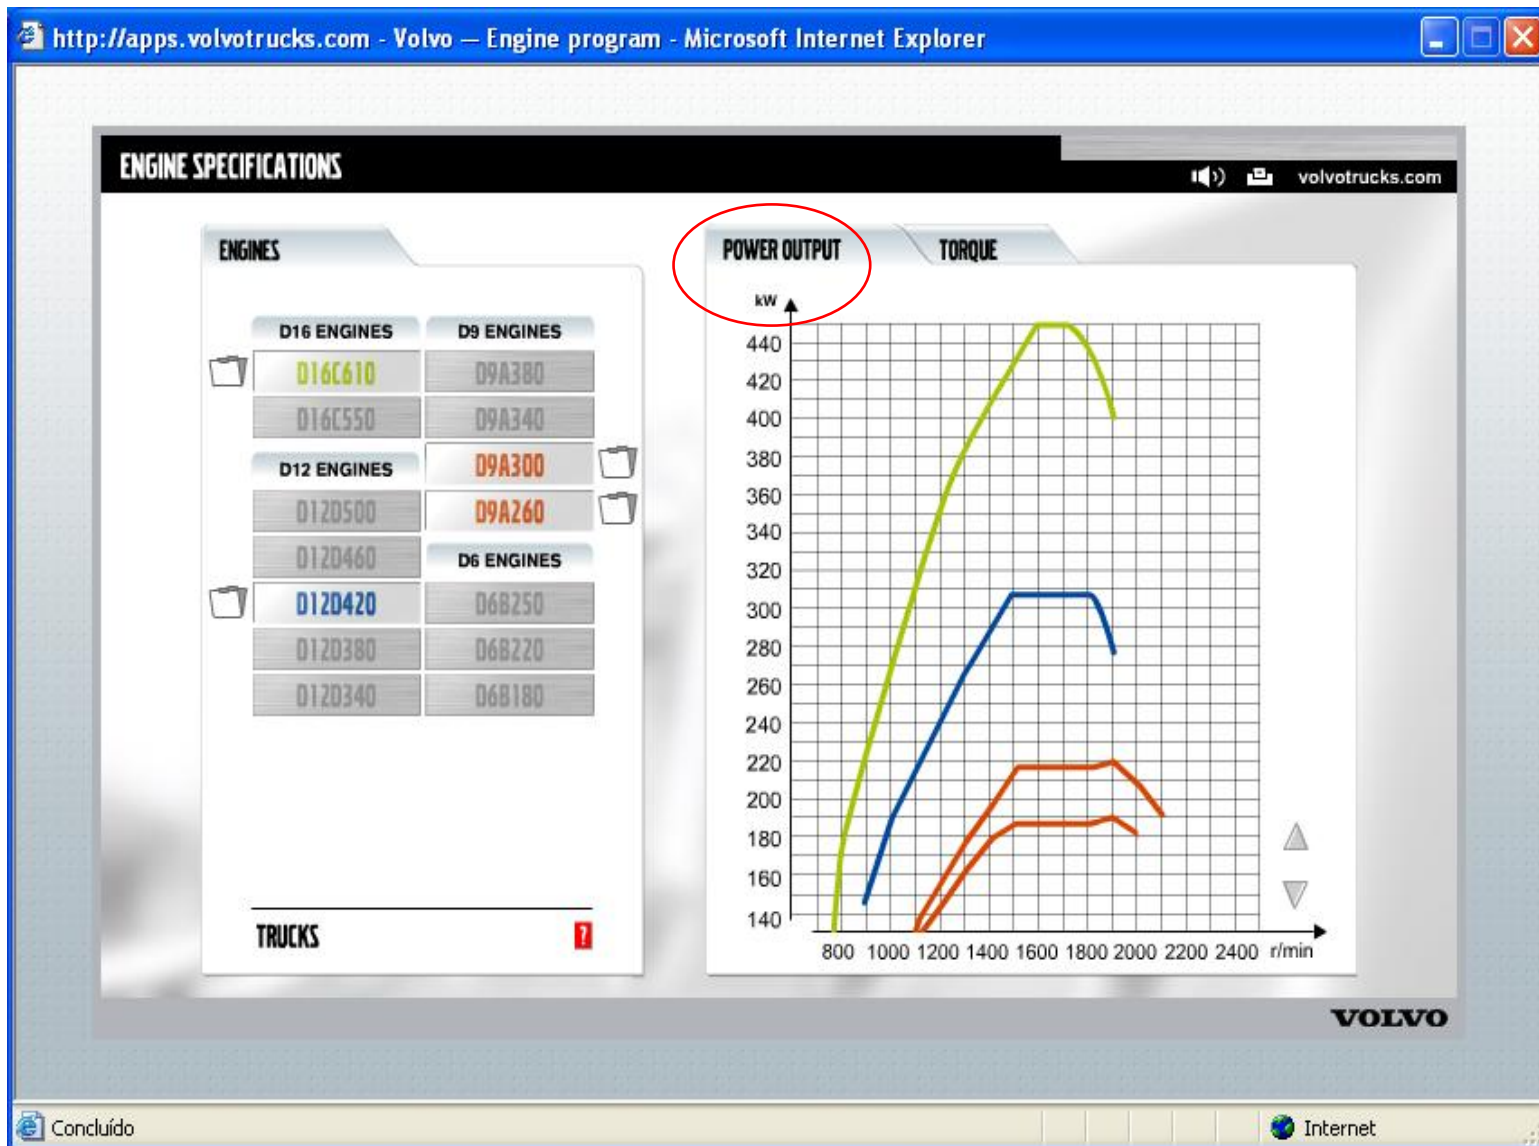 http://apps.volvotrucks.com - Volvo — Engine program - Microsoft Internet Explorer
ENGINE SPECIFICATIONS
volvotrucks.com
ENGINES
D16 ENGINES
D16C610
D16C550
D12 ENGINES
D12D500
D12D460
D12D420
D12D380
D12D340
D9 ENGINES
D9A380
D9A340
D9A300
D9A260
D6 ENGINES
D6B250
D6B220
D6B180
TRUCKS
?
POWER OUTPUT
TORQUE
kW
440
420
400
380
360
340
320
300
280
260
240
220
200
180
160
140
800 1000 1200 1400 1600 1800 2000 2200 2400 r/min
VOLVO
Concluído
Internet